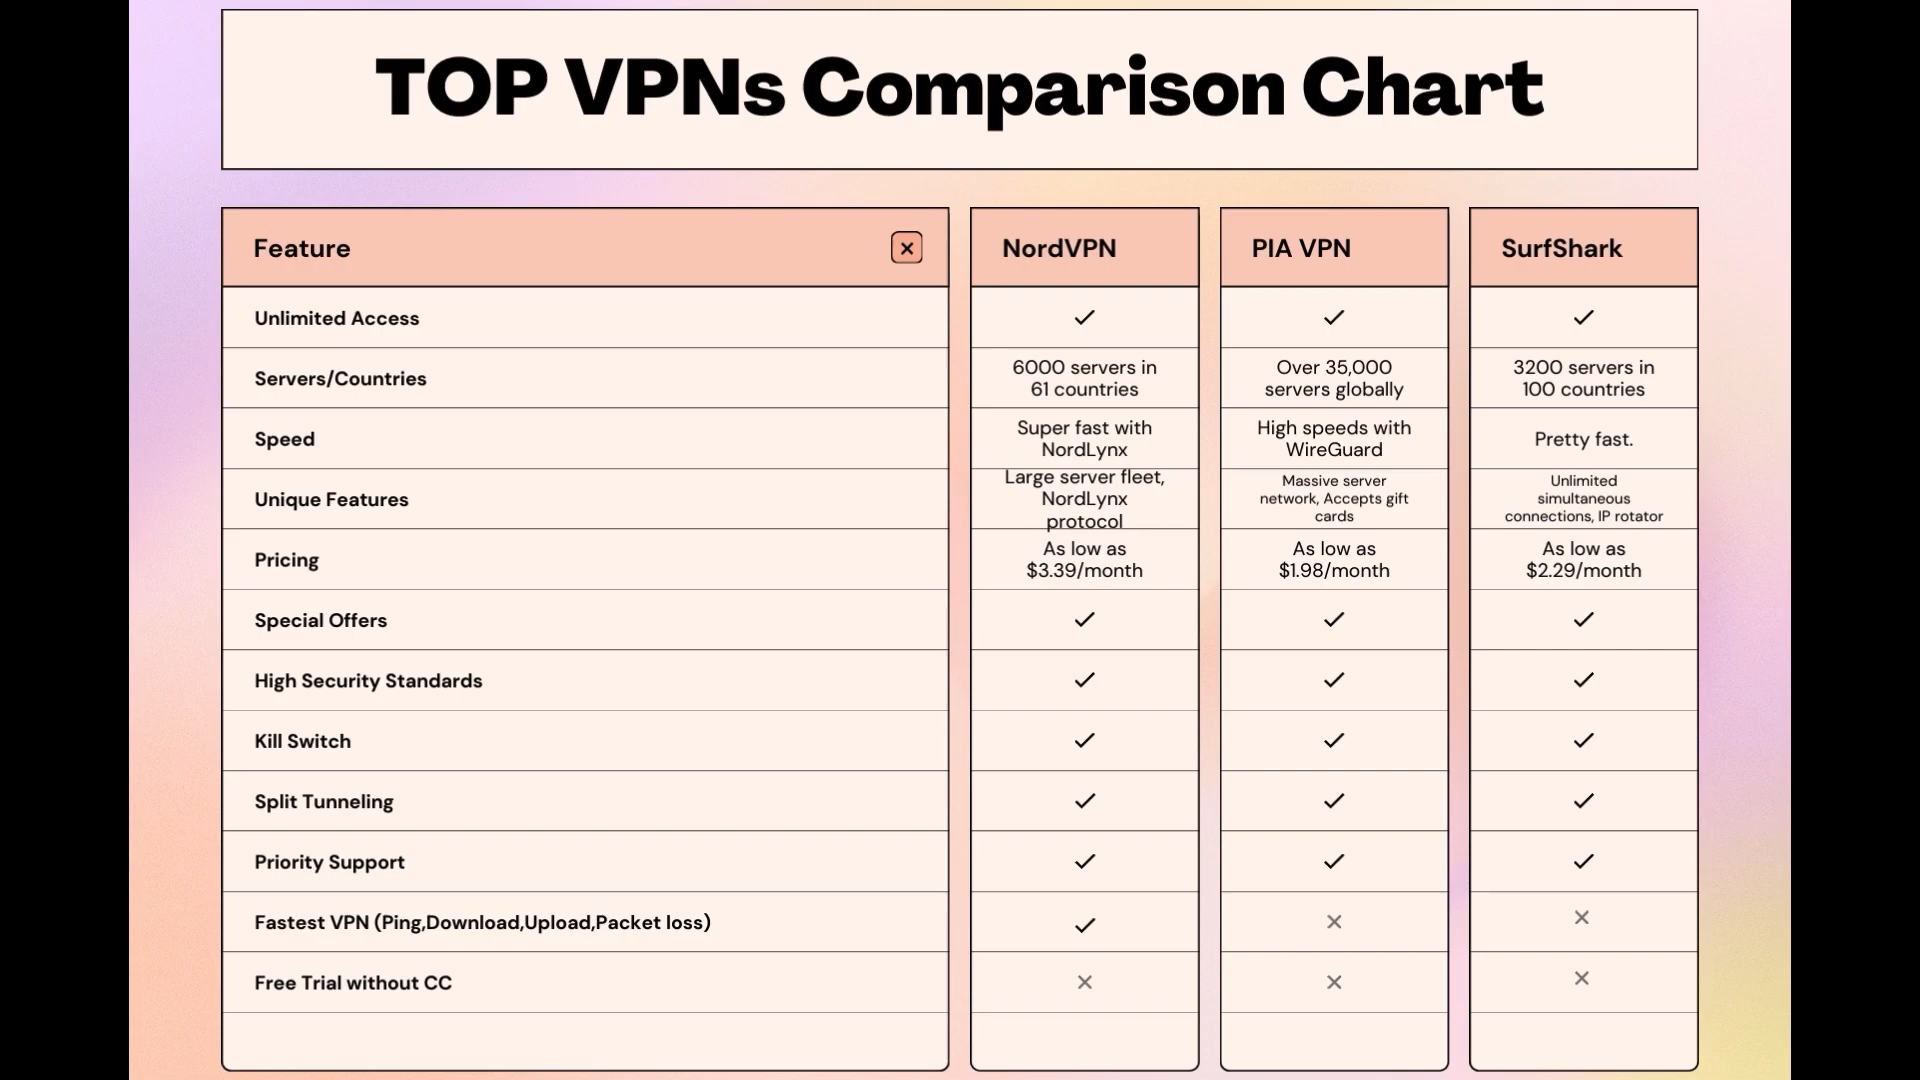 TOP VPNs Comparison Chart
Feature
NordVPN
PIA VPN
SurfShark
Unlimited Access
Servers/Countries
6000 servers in
61 countries
Over 35,000
servers globally
3200 servers in
100 countries
Speed
Super fast with
NordLynx
High speeds with
WireGuard
Pretty fast.
Unique Features
Large server fleet,
NordLynx
protocol
Massive server
network, Accepts gift
cards
Unlimited
simultaneous
connections, IP rotator
Pricing
As low as
$3.39/month
As low as
$1.98/month
As low as
$2.29/month
Special Offers
High Security Standards
Kill Switch
Split Tunneling
Priority Support
Fastest VPN (Ping,Download,Upload,Packet loss)
Free Trial without CC